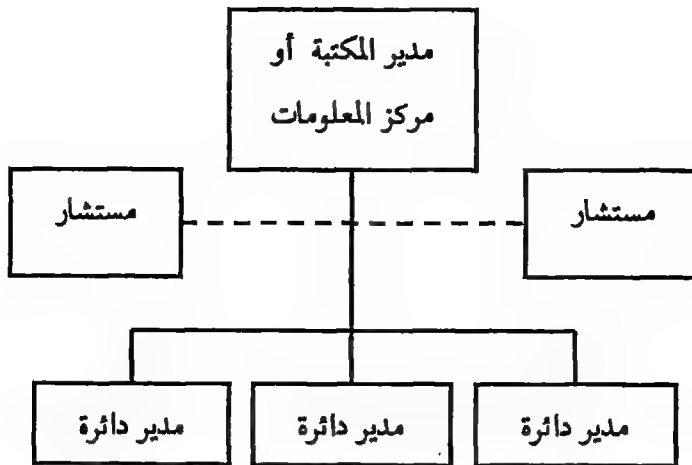 مدير المكتبة أو
مركز المعلومات
مستشار
مستشار
مدير دائرة
مدير دائرة
مدير دائرة